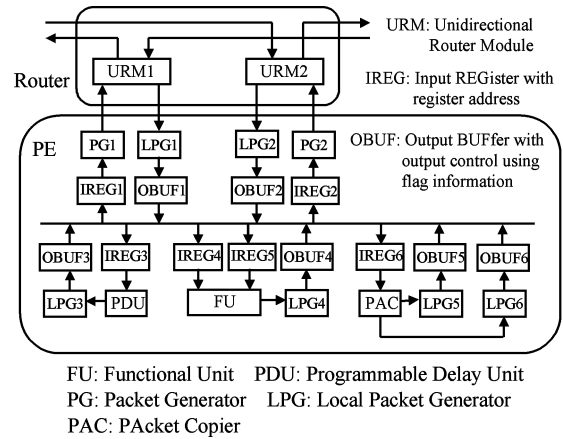 URM: Unidirectional
Router Module
URM1
URM2
Router
IREG: Input REGister with
register address
PE
PG1
LPG1
LPG2
PG2
OBUF: Output BUFfer with
output control using
flag information
IREG1
OBUF1
OBUF2
IREG2
OBUF3
IREG3
IREG4
IREG5
OBUF4
IREG6
OBUF5
OBUF6
LPG3
PDU
FU
LPG4
PAC
LPG5
LPG6
FU: Functional Unit PDU: Programmable Delay Unit
PG: Packet Generator LPG: Local Packet Generator
PAC: PAcket Copier